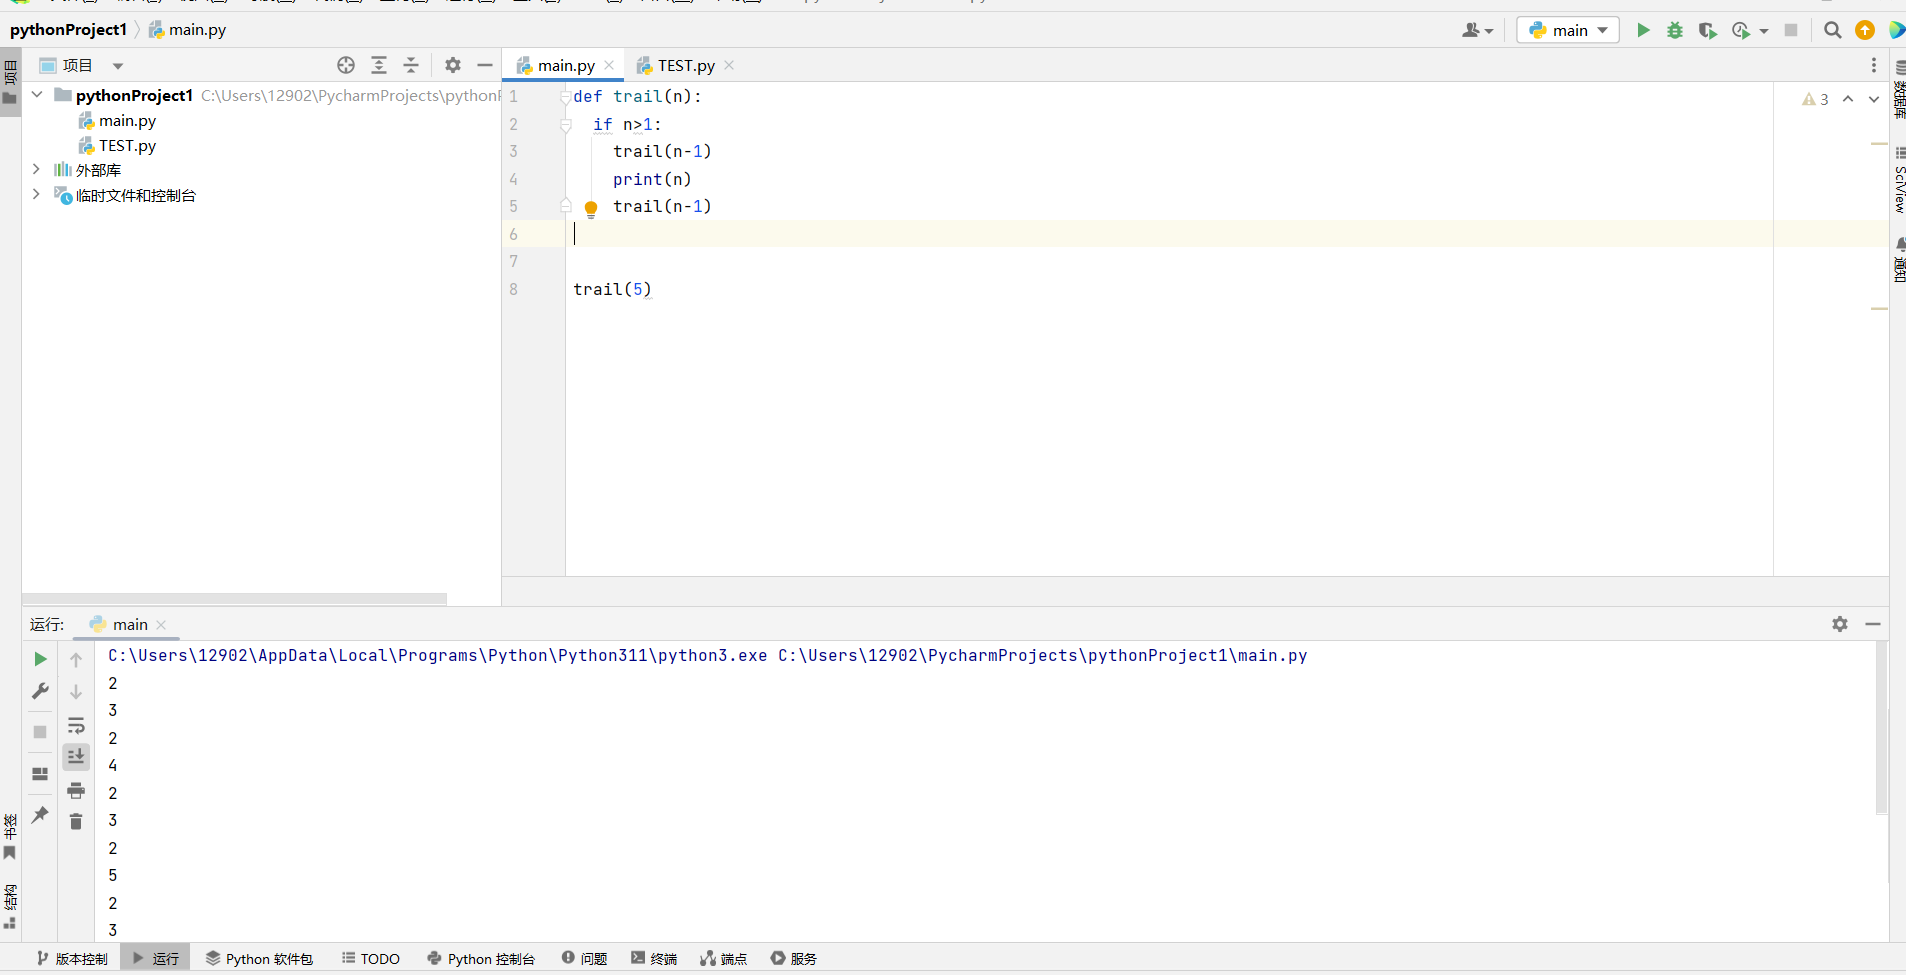 pythonProject1 main.py
main
项目
项目
main.py
TEST.py
pythonProject1 C:\Users\12902\PycharmProjects\python
main.py
TEST.py
外部库
临时文件和控制台
1 def trail(n):
2 if n>1:
3 trail(n-1)
4 print(n)
5 trail(n-1)
6
7
8 trail(5)
3
数据库
SciView
通知
运行: main
C:\Users\12902\AppData\Local\Programs\Python\Python311\python3.exe C:\Users\12902\PycharmProjects\pythonProject1\main.py
2
3
2
4
2
3
2
5
2
3
书签
结构
版本控制 运行 Python 软件包 TODO Python 控制台 问题 终端 端点 服务